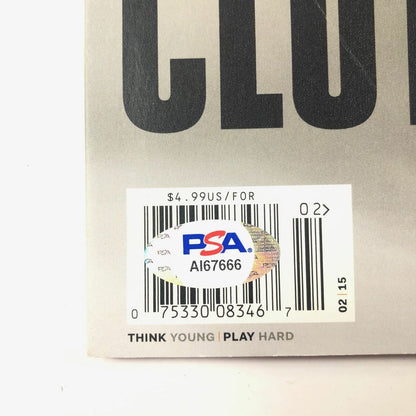 CLU
$4.99US/FOR
02>
PSA
AI67666
0 75330 08346 7
02|15
THINK YOUNG|PLAY HARD